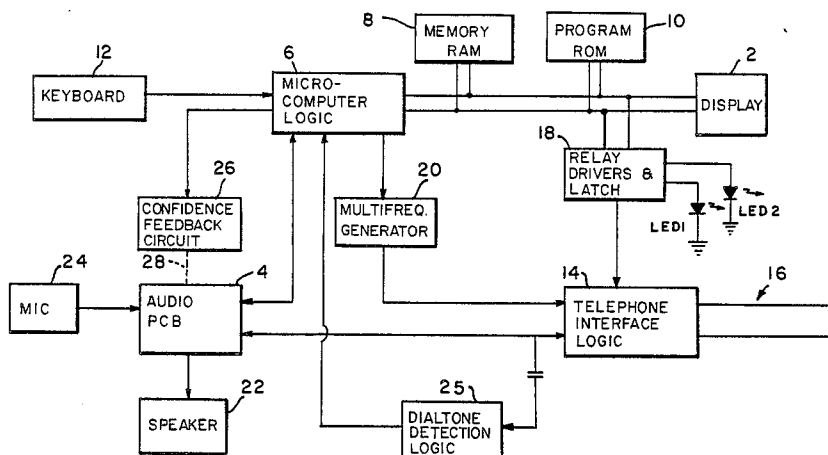 8
MEMORY
RAM
PROGRAM
ROM
10
12
KEYBOARD
6
MICRO-
COMPUTER
LOGIC
2
DISPLAY
18
RELAY
DRIVERS &
LATCH
LED1
LED2
26
CONFIDENCE
FEEDBACK
CIRCUIT
28
20
MULTIFREQ.
GENERATOR
24
MIC
4
AUDIO
PCB
14
TELEPHONE
INTERFACE
LOGIC
16
22
SPEAKER
25
DIALTONE
DETECTION
LOGIC